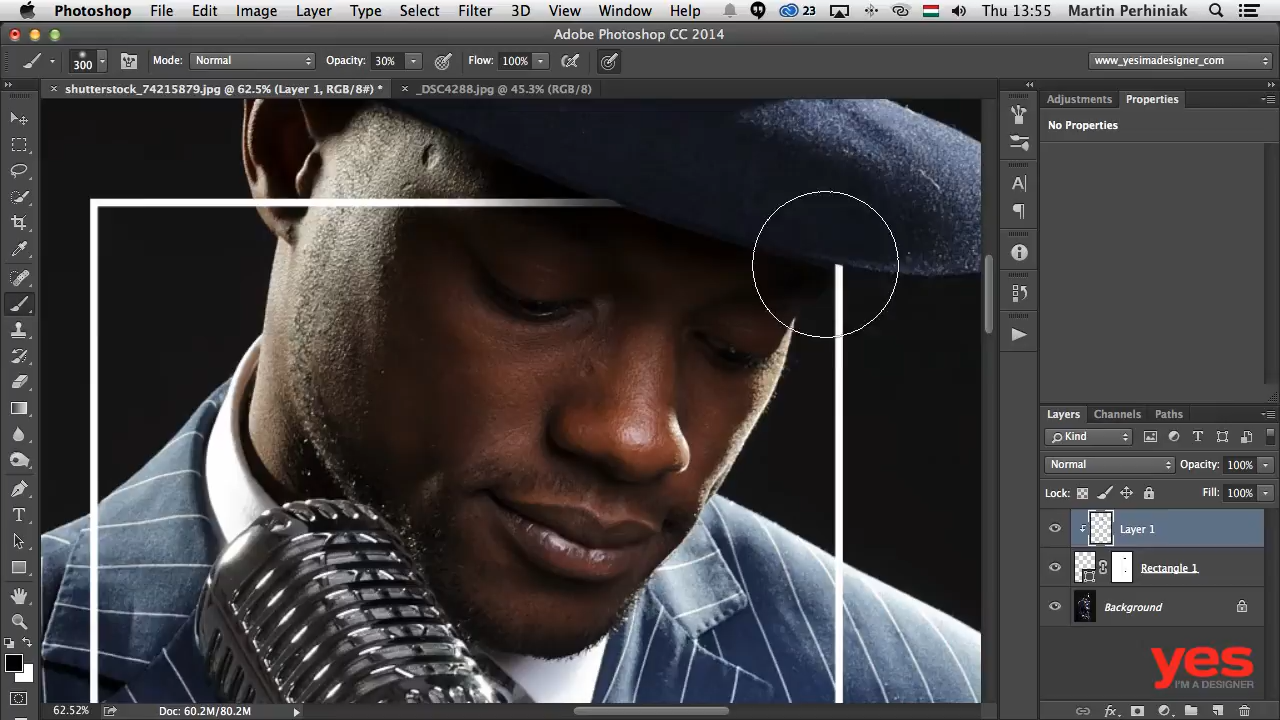 Photoshop File Edit Image Layer Type Select Filter 3D View Window Help 23 Thu 13:55 Martin Perhiniak
Adobe Photoshop CC 2014
300 Mode: Normal Opacity: 30% Flow: 100% www_yesimadesigner_com
× shutterstock_74215879.jpg @ 62.5% (Layer 1, RGB/8#) * × _DSC4288.jpg @ 45.3% (RGB/8)
Adjustments Properties
No Properties
Layers Channels Paths
Kind
Normal Opacity: 100%
Lock: Fill: 100%
Layer 1
Rectangle 1
Background
yes
I'M A DESIGNER
62.52% Doc: 60.2M/80.2M